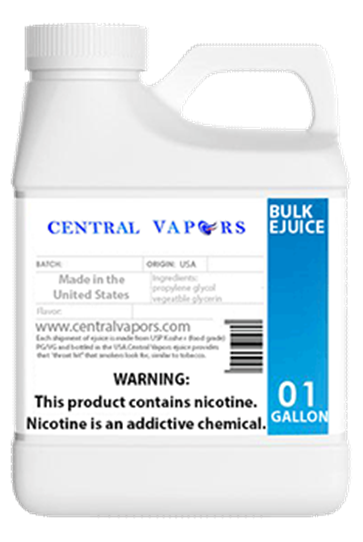 CENTRAL VAPORS
BULK
EJUICE
BATCH:
ORIGIN: USA
Made in the
United States
Ingredients:
propylene glycol
vegetble glycerin
Flavor:
www.centralvapors.com
Each shipment of ejuice is made from USP Kosher (food grade)
PG/VG and bottled in the USA.Central Vapors ejuice provides
that "throat hit" that smokers look for, similar to tobacco.
WARNING:
This product contains nicotine.
Nicotine is an addictive chemical.
01
GALLON